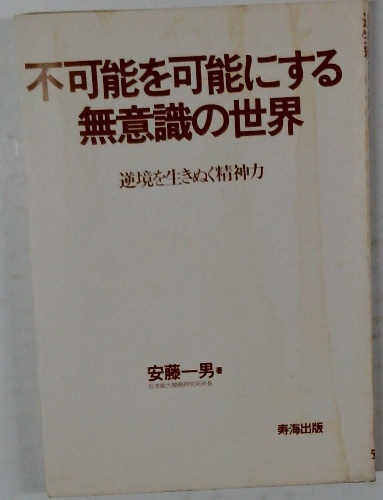 不可能を可能にする
無意識の世界
逆境を生きぬく精神力
安藤一男著
寿海出版